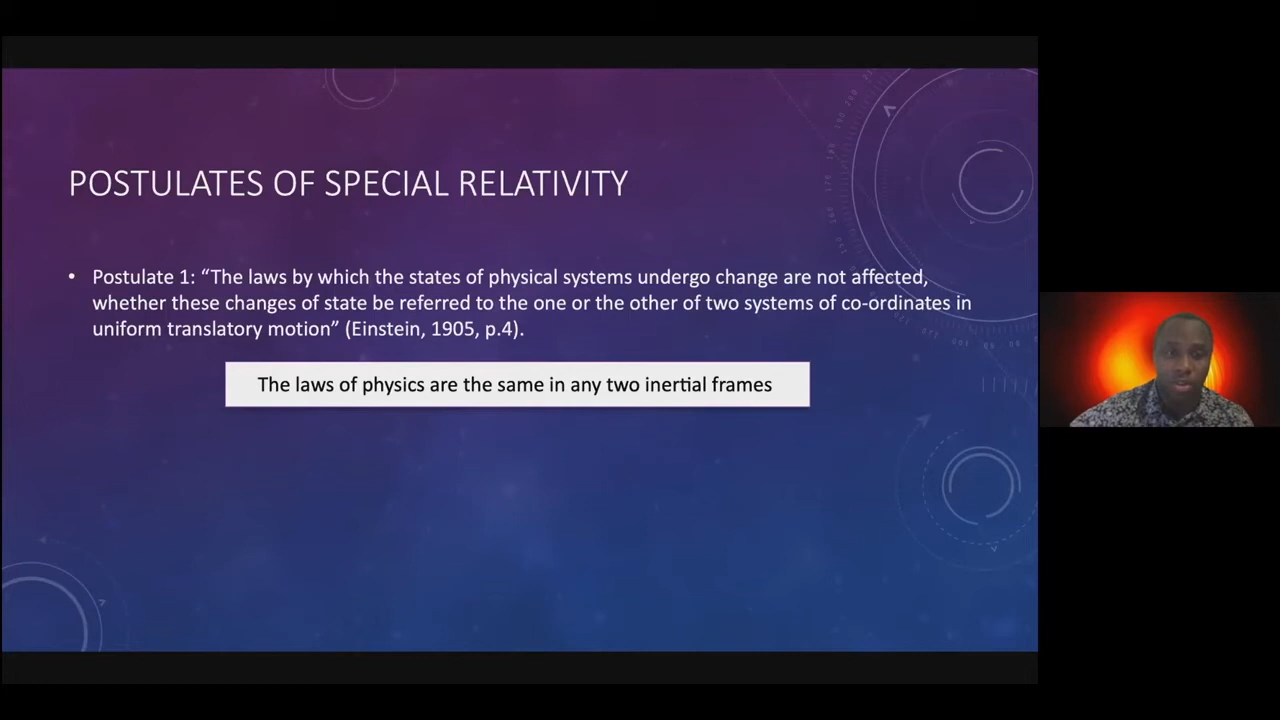 POSTULATES OF SPECIAL RELATIVITY
• Postulate 1: “The laws by which the states of physical systems undergo change are not affected,
whether these changes of state be referred to the one or the other of two systems of co-ordinates in
uniform translatory motion” (Einstein, 1905, p.4).
The laws of physics are the same in any two inertial frames